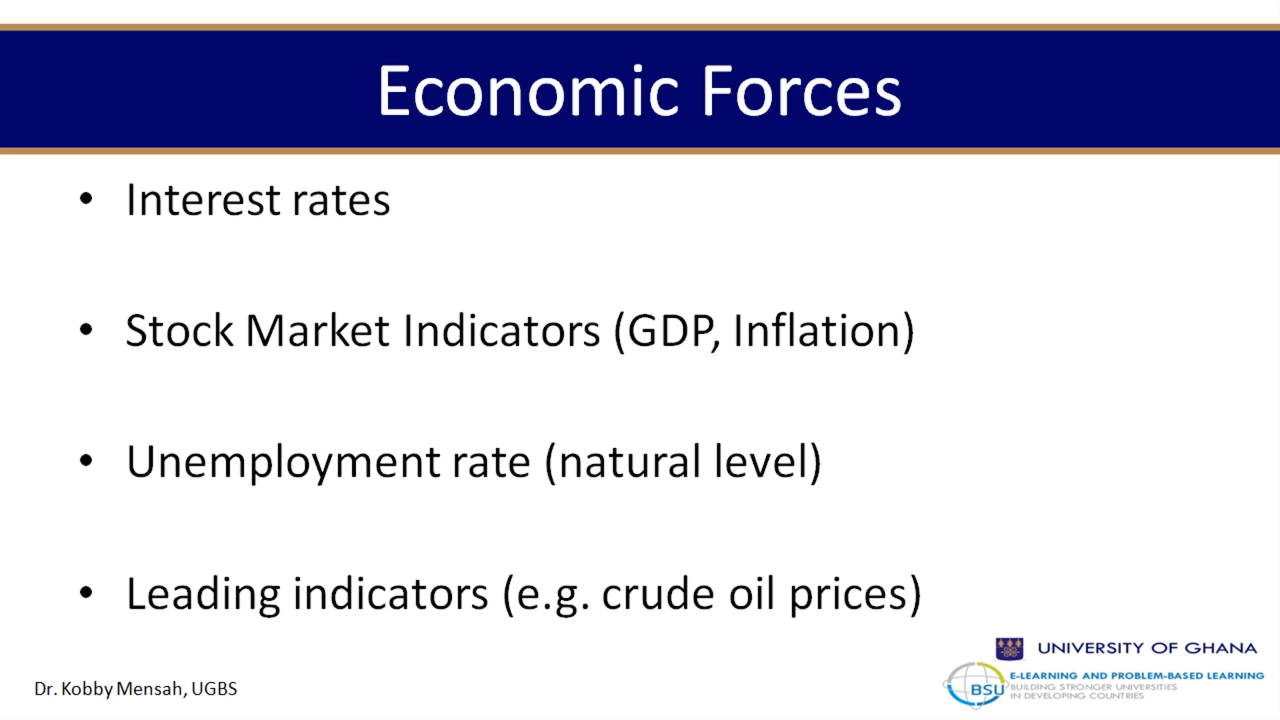 Economic Forces
• Interest rates
• Stock Market Indicators (GDP, Inflation)
• Unemployment rate (natural level)
• Leading indicators (e.g. crude oil prices)
UNIVERSITY OF GHANA
BSU
E-LEARNING AND PROBLEM-BASED LEARNING
BUILDING STRONGER UNIVERSITIES
IN DEVELOPING COUNTRIES
Dr. Kobby Mensah, UGBS